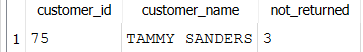 customer_id customer_name not_returned
1 75 TAMMY SANDERS 3